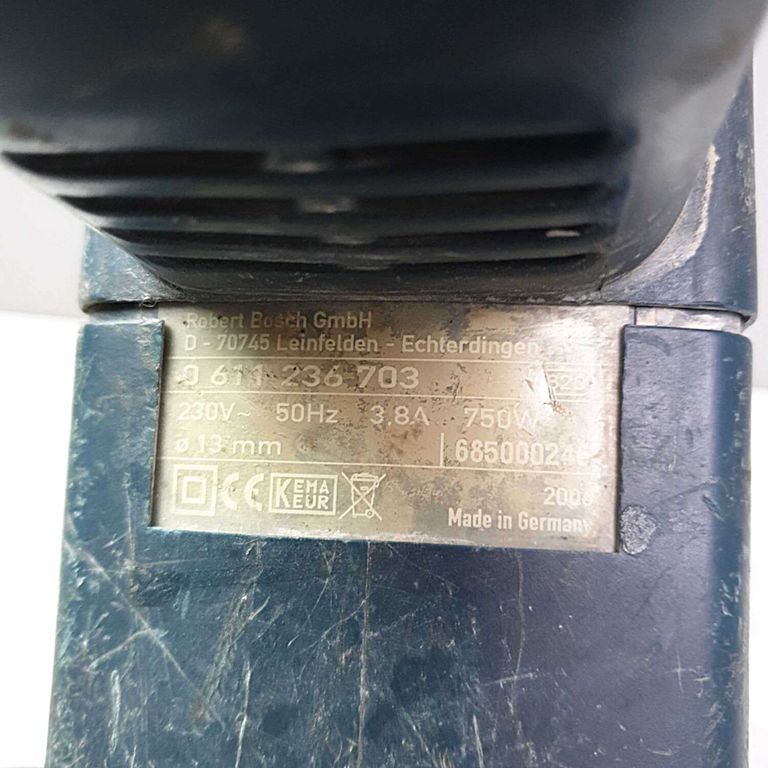 Robert Bosch GmbH
D - 70745 Leinfelden - Echterdingen
0 611 236 703
230V~ 50Hz 3,8A 750W
ø 13 mm
CE KEMA EUR
Made in Germany